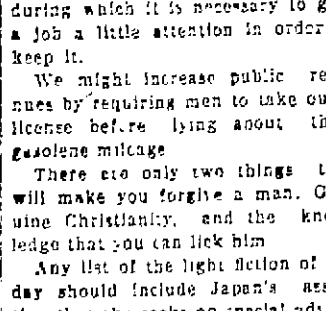 during which it is necessary to g
a job a little attention in order
keep it.
We might increase public re
nues by requiring men to take ou
license before lying about th
gasolene mileage
There are only two things t
will make you forgive a man. G
uine Christianity, and the kno
ledge that you can lick him
Any list of the light fiction of
day should include Japan's ass